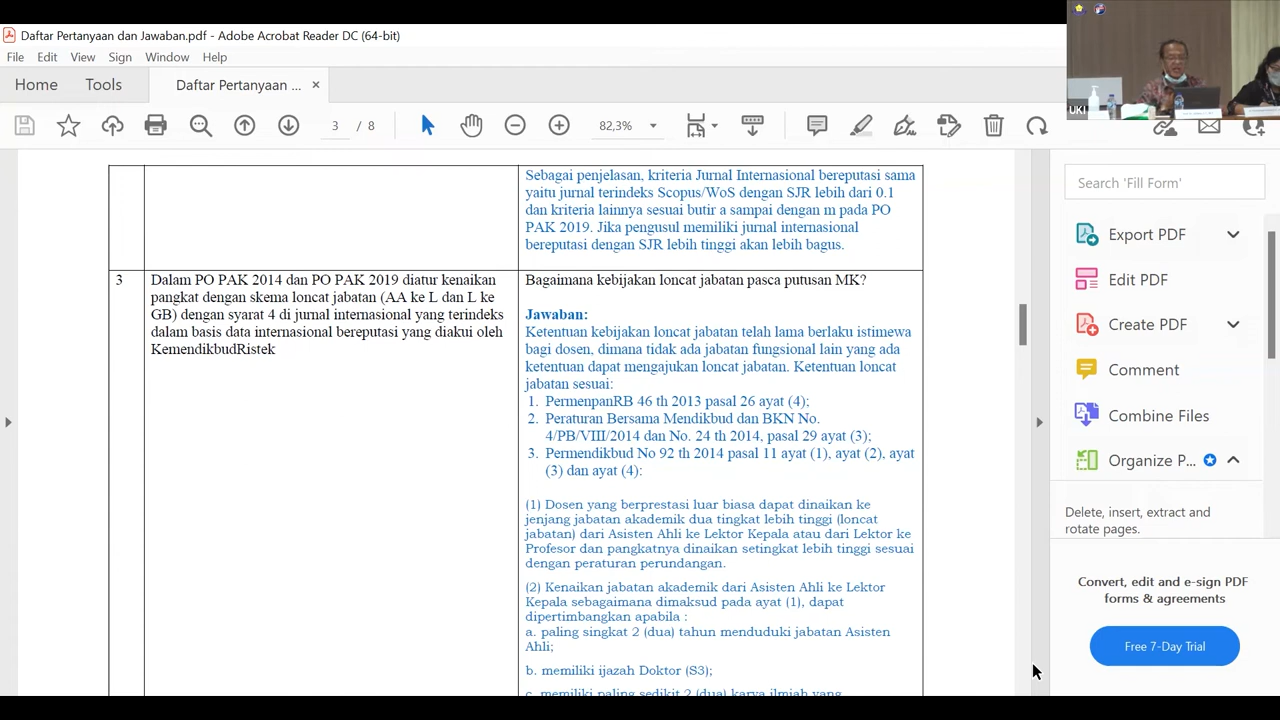 Daftar Pertanyaan dan Jawaban.pdf - Adobe Acrobat Reader DC (64-bit)
File Edit View Sign Window Help
Home Tools Daftar Pertanyaan ... ×
3 / 8 82,3%
UKI
Sebagai penjelasan, kriteria Jurnal Internasional bereputasi sama
yaitu jurnal terindeks Scopus/WoS dengan SJR lebih dari 0.1
dan kriteria lainnya sesuai butir a sampai dengan m pada PO
PAK 2019. Jika pengusul memiliki jurnal internasional
bereputasi dengan SJR lebih tinggi akan lebih bagus.
3
Dalam PO PAK 2014 dan PO PAK 2019 diatur kenaikan
pangkat dengan skema loncat jabatan (AA ke L dan L ke
GB) dengan syarat 4 di jurnal internasional yang terindeks
dalam basis data internasional bereputasi yang diakui oleh
KemendikbudRistek
Bagaimana kebijakan loncat jabatan pasca putusan MK?
Jawaban:
Ketentuan kebijakan loncat jabatan telah lama berlaku istimewa
bagi dosen, dimana tidak ada jabatan fungsional lain yang ada
ketentuan dapat mengajukan loncat jabatan. Ketentuan loncat
jabatan sesuai:
1. PermenpanRB 46 th 2013 pasal 26 ayat (4);
2. Peraturan Bersama Mendikbud dan BKN No.
4/PB/VIII/2014 dan No. 24 th 2014, pasal 29 ayat (3);
3. Permendikbud No 92 th 2014 pasal 11 ayat (1), ayat (2), ayat
(3) dan ayat (4):
(1) Dosen yang berprestasi luar biasa dapat dinaikan ke
jenjang jabatan akademik dua tingkat lebih tinggi (loncat
jabatan) dari Asisten Ahli ke Lektor Kepala atau dari Lektor ke
Profesor dan pangkatnya dinaikan setingkat lebih tinggi sesuai
dengan peraturan perundangan.
(2) Kenaikan jabatan akademik dari Asisten Ahli ke Lektor
Kepala sebagaimana dimaksud pada ayat (1), dapat
dipertimbangkan apabila :
a. paling singkat 2 (dua) tahun menduduki jabatan Asisten
Ahli;
b. memiliki ijazah Doktor (S3);
c. memiliki paling sedikit 2 (dua) karya ilmiah yang
Search 'Fill Form'
Export PDF
Edit PDF
Create PDF
Comment
Combine Files
Organize P...
Delete, insert, extract and
rotate pages.
Convert, edit and e-sign PDF
forms & agreements
Free 7-Day Trial